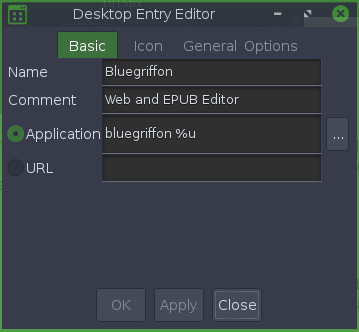 Desktop Entry Editor
Basic Icon General Options
Name Bluegriffon
Comment Web and EPUB Editor
Application bluegriffon %u ...
URL
OK Apply Close